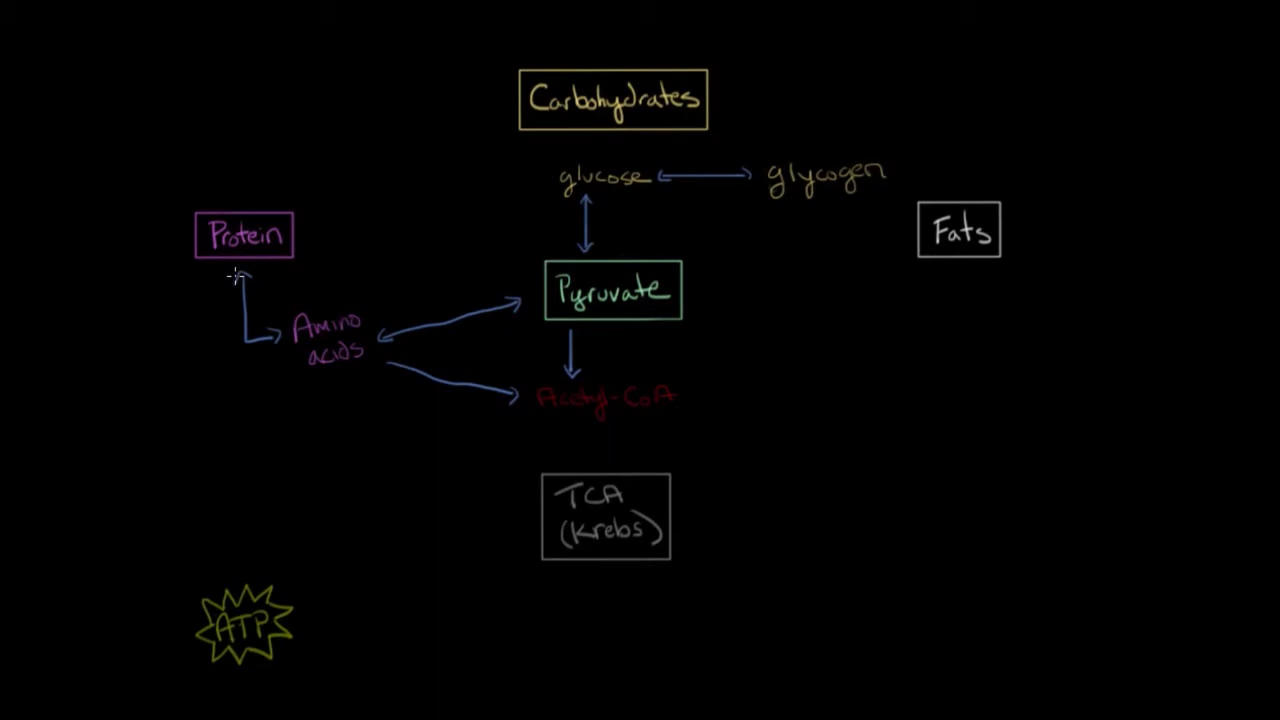 Carbohydrates
glucose
glycogen
Protein
Fats
Pyruvate
Amino
acids
Acetyl-CoA
TCA
(Krebs)
ATP